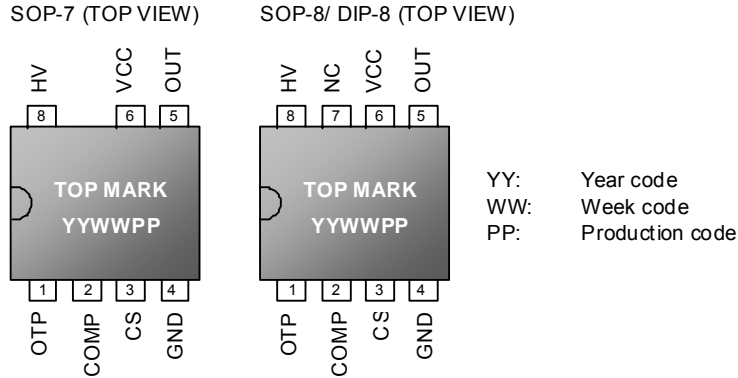 SOP-7 (TOP VIEW)
SOP-8/ DIP-8 (TOP VIEW)
HV VCC OUT
8 6 5
TOP MARK
YYWWPP
1 2 3 4
OTP COMP CS GND
HV NC VCC OUT
8 7 6 5
TOP MARK
YYWWPP
1 2 3 4
OTP COMP CS GND
YY: Year code
WW: Week code
PP: Production code